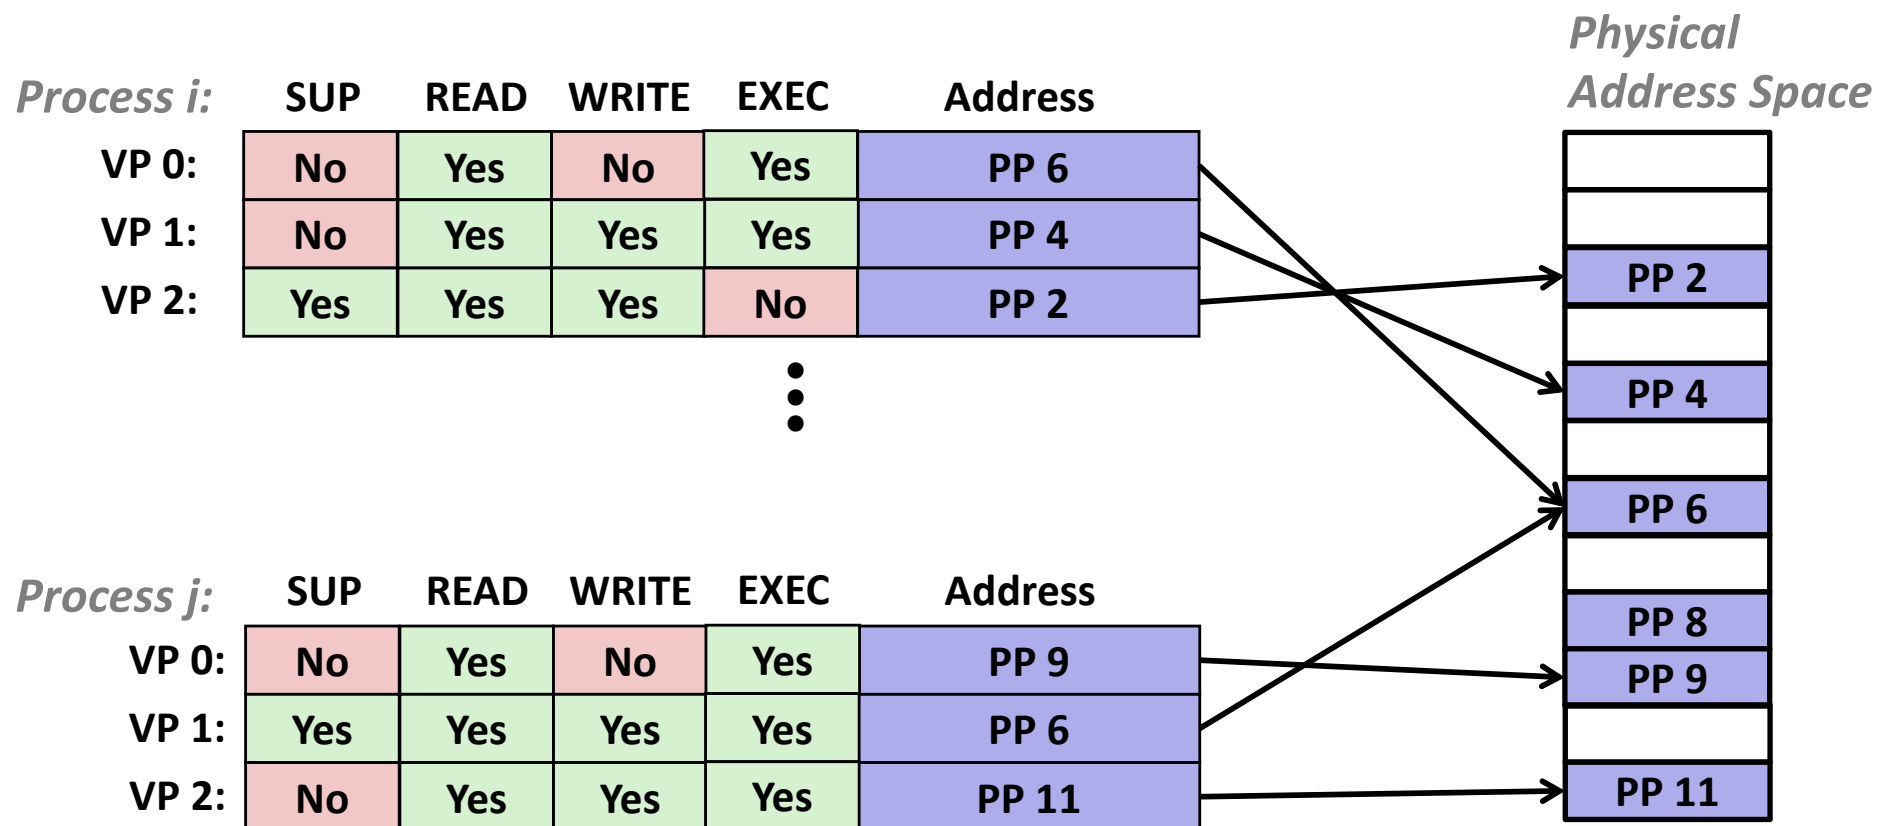 Physical
Address Space
Process i: SUP READ WRITE EXEC Address
VP 0: No Yes No Yes PP 6
VP 1: No Yes Yes Yes PP 4
VP 2: Yes Yes Yes No PP 2
PP 2
PP 4
PP 6
PP 8
PP 9
PP 11
Process j: SUP READ WRITE EXEC Address
VP 0: No Yes No Yes PP 9
VP 1: Yes Yes Yes Yes PP 6
VP 2: No Yes Yes Yes PP 11